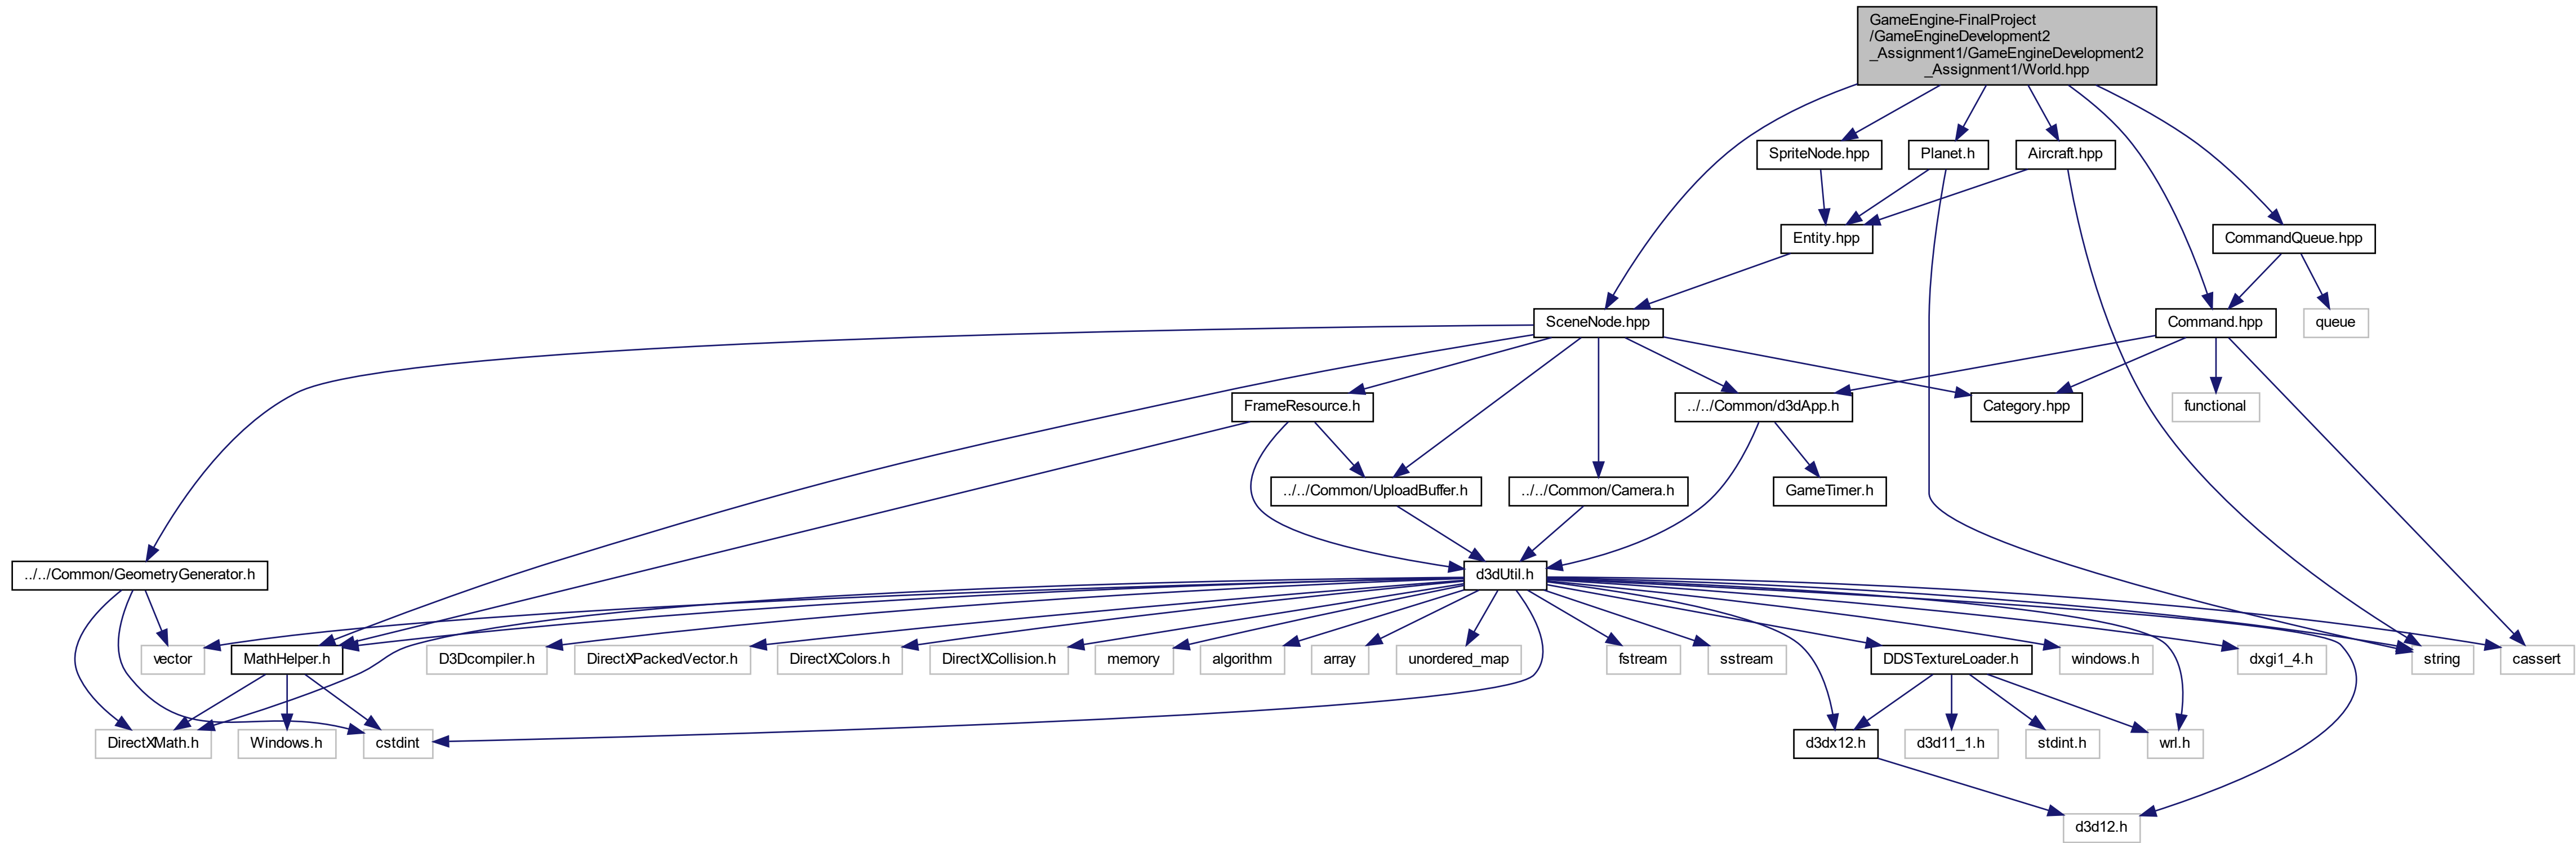 GameEngine-FinalProject
/GameEngineDevelopment2
_Assignment1/GameEngineDevelopment2
_Assignment1/World.hpp
SpriteNode.hpp
Planet.h
Aircraft.hpp
Entity.hpp
CommandQueue.hpp
SceneNode.hpp
Command.hpp
queue
FrameResource.h
../../Common/d3dApp.h
Category.hpp
functional
../../Common/UploadBuffer.h
../../Common/Camera.h
GameTimer.h
../../Common/GeometryGenerator.h
d3dUtil.h
vector
MathHelper.h
D3Dcompiler.h
DirectXPackedVector.h
DirectXColors.h
DirectXCollision.h
memory
algorithm
array
unordered_map
fstream
sstream
DDSTextureLoader.h
windows.h
dxgi1_4.h
string
cassert
DirectXMath.h
Windows.h
cstdint
d3dx12.h
d3d11_1.h
stdint.h
wrl.h
d3d12.h